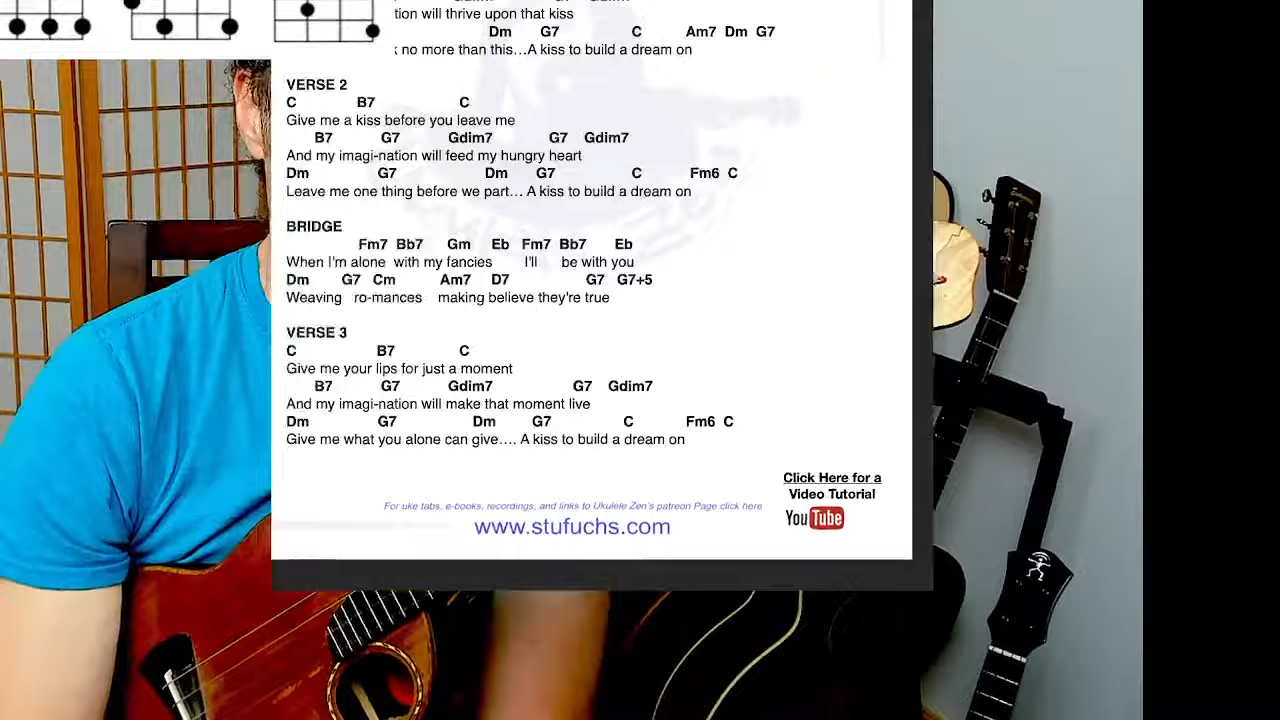 tion will thrive upon that kiss
Dm G7 C Am7 Dm G7
no more than this...A kiss to build a dream on
VERSE 2
C B7 C
Give me a kiss before you leave me
B7 G7 Gdim7 G7 Gdim7
And my imagi-nation will feed my hungry heart
Dm G7 Dm G7 C Fm6 C
Leave me one thing before we part... A kiss to build a dream on
BRIDGE
Fm7 Bb7 Gm Eb Fm7 Bb7 Eb
When I'm alone with my fancies I'll be with you
Dm G7 Cm Am7 D7 G7 G7+5
Weaving ro-mances making believe they're true
VERSE 3
C B7 C
Give me your lips for just a moment
B7 G7 Gdim7 G7 Gdim7
And my imagi-nation will make that moment live
Dm G7 Dm G7 C Fm6 C
Give me what you alone can give.... A kiss to build a dream on
Click Here for a
Video Tutorial
YouTube
For uke tabs, e-books, recordings, and links to Ukulele Zen's patreon Page click here
www.stufuchs.com